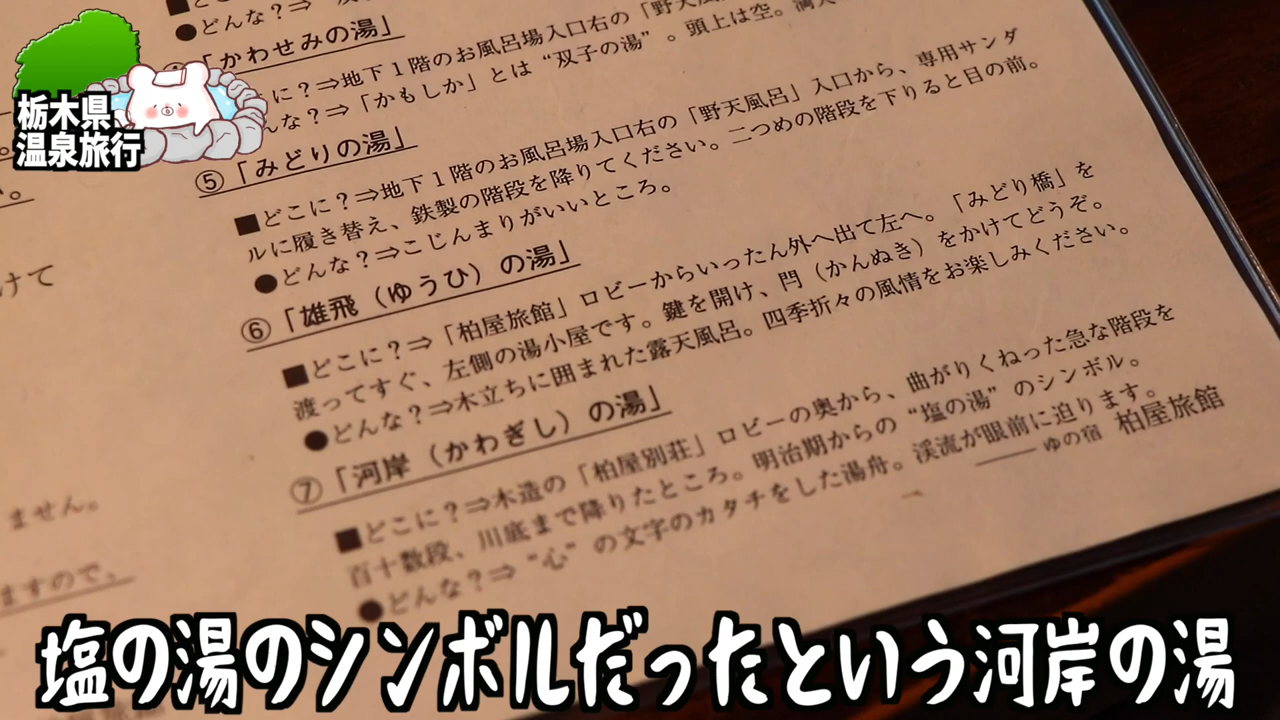 ●どんな?⇒
「かわせみの湯」
に?⇒地下1階のお風呂場入口右の「野天風
んな?⇒「かもしか」とは“双子の湯”。頭上は空。満天
⑤「みどりの湯」
■どこに?⇒地下1階のお風呂場入口右の「野天風呂」入口から、専用サンダ
ルに履き替え、鉄製の階段を降りてください。二つめの階段を下りると目の前。
●どんな?⇒こじんまりがいいところ。
⑥「雄飛(ゆうひ)の湯」
■どこに?⇒「柏屋旅館」ロビーからいったん外へ出て左へ。「みどり橋」を
渡ってすぐ、左側の湯小屋です。鍵を開け、閂(かんぬき)をかけてどうぞ。
●どんな?⇒木立ちに囲まれた露天風呂。四季折々の風情をお楽しみください。
⑦「河岸(かわぎし)の湯」
■どこに?⇒木造の「柏屋別荘」ロビーの奥から、曲がりくねった急な階段を
百十数段、川底まで降りたところ。明治期からの“塩の湯”のシンボル。
●どんな?⇒“心”の文字のカタチをした湯舟。渓流が眼前に迫ります。
――ゆの宿 柏屋旅館
けて
ません。
ますので、
栃木県
温泉旅行
塩の湯のシンボルだったという河岸の湯